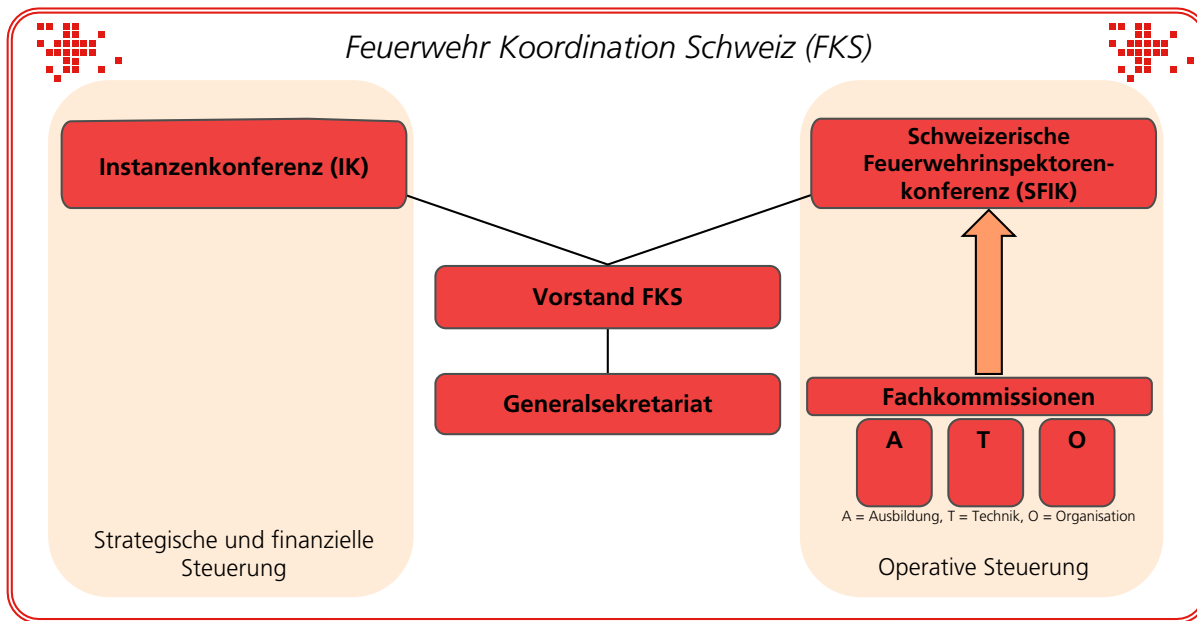 Feuerwehr Koordination Schweiz (FKS)
Instanzenkonferenz (IK)
Schweizerische
Feuerwehrinspektoren-
konferenz (SFIK)
Vorstand FKS
Generalsekretariat
Fachkommissionen
A T O
A = Ausbildung, T = Technik, O = Organisation
Strategische und finanzielle
Steuerung
Operative Steuerung